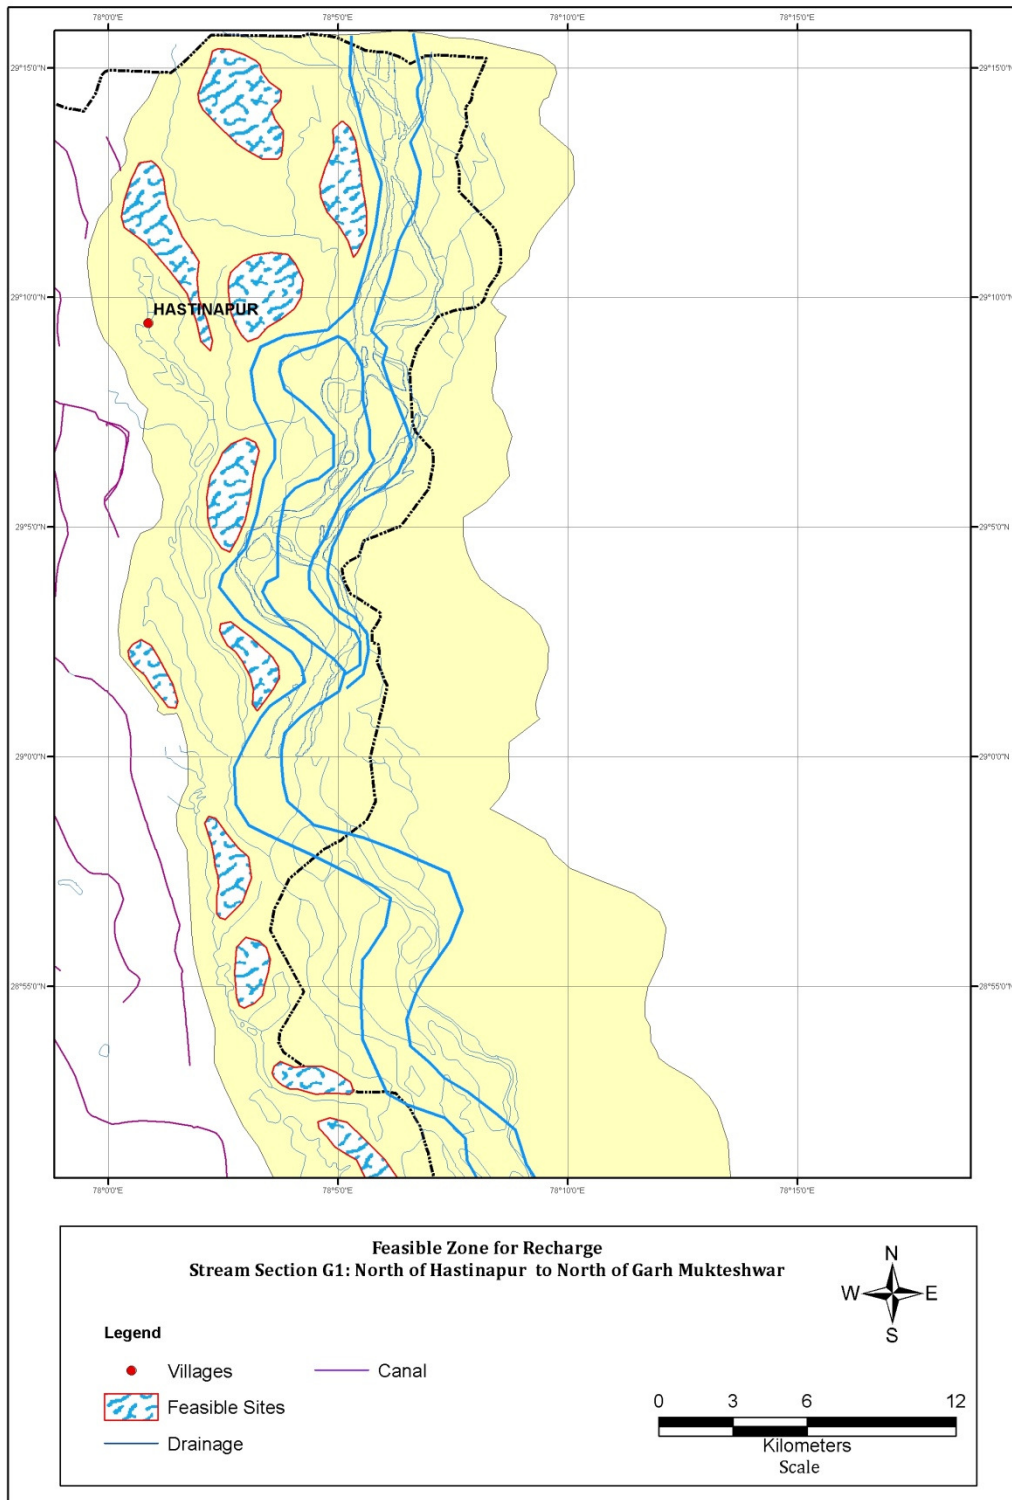 78°0'0"E 78°5'0"E 78°10'0"E 78°15'0"E
29°15'0"N 29°15'0"N
29°10'0"N 29°10'0"N
HASTINAPUR
29°5'0"N 29°5'0"N
29°0'0"N 29°0'0"N
28°55'0"N 28°55'0"N
78°0'0"E 78°5'0"E 78°10'0"E 78°15'0"E
Feasible Zone for Recharge
Stream Section G1: North of Hastinapur to North of Garh Mukteshwar
N
W E
S
Legend
Villages Canal
Feasible Sites
Drainage
0 3 6 12
Kilometers
Scale